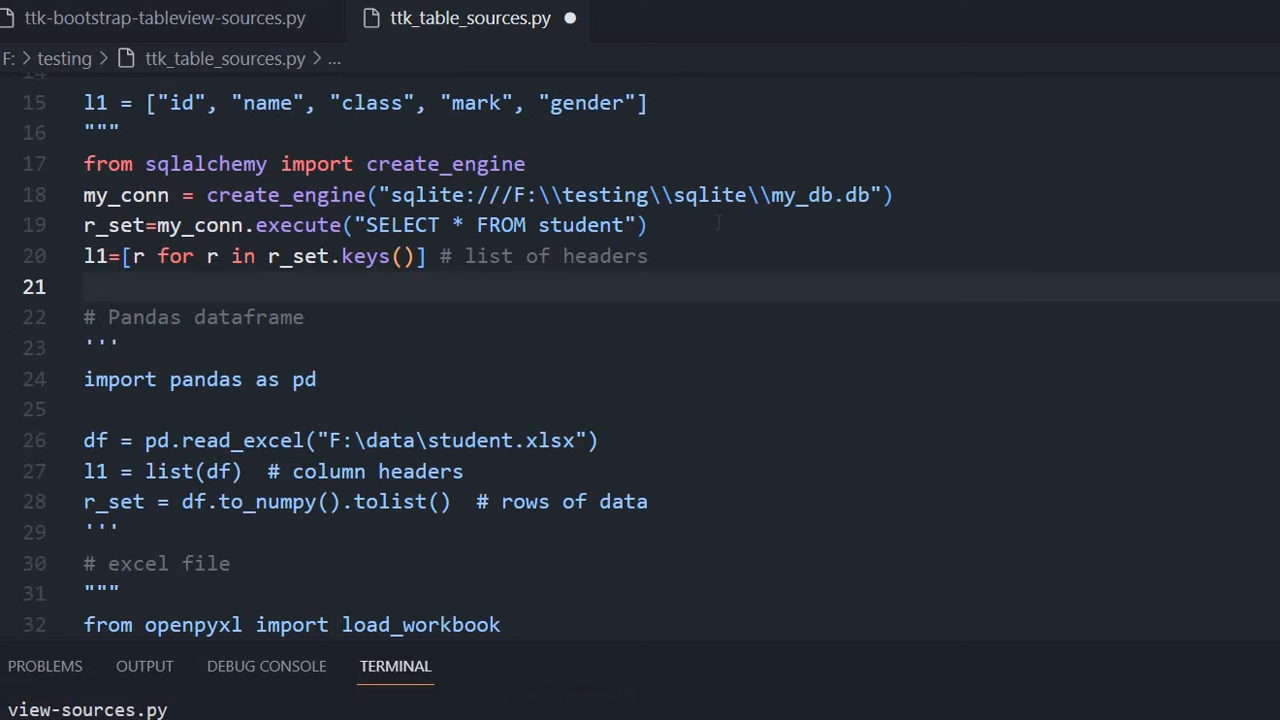 ttk-bootstrap-tableview-sources.py
ttk_table_sources.py
F: > testing > ttk_table_sources.py > ...
14
15 l1 = ["id", "name", "class", "mark", "gender"]
16 """
17 from sqlalchemy import create_engine
18 my_conn = create_engine("sqlite:///F:\\testing\\sqlite\\my_db.db")
19 r_set=my_conn.execute("SELECT * FROM student")
20 l1=[r for r in r_set.keys()] # list of headers
21
22 # Pandas dataframe
23 '''
24 import pandas as pd
25
26 df = pd.read_excel("F:\data\student.xlsx")
27 l1 = list(df)  # column headers
28 r_set = df.to_numpy().tolist()  # rows of data
29 '''
30 # excel file
31 """
32 from openpyxl import load_workbook
PROBLEMS OUTPUT DEBUG CONSOLE TERMINAL
view-sources.py